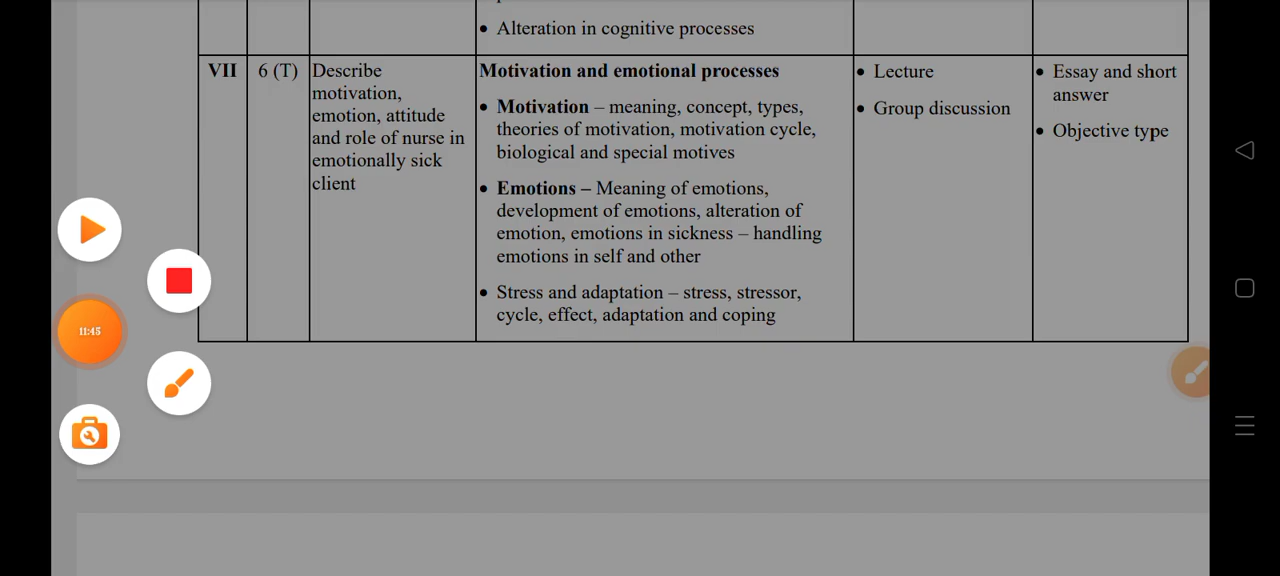 • Alteration in cognitive processes
VII
6 (T)
Describe
motivation,
emotion, attitude
and role of nurse in
emotionally sick
client
Motivation and emotional processes
• Motivation – meaning, concept, types,
theories of motivation, motivation cycle,
biological and special motives
• Emotions – Meaning of emotions,
development of emotions, alteration of
emotion, emotions in sickness – handling
emotions in self and other
• Stress and adaptation – stress, stressor,
cycle, effect, adaptation and coping
• Lecture
• Group discussion
• Essay and short
answer
• Objective type
11:45